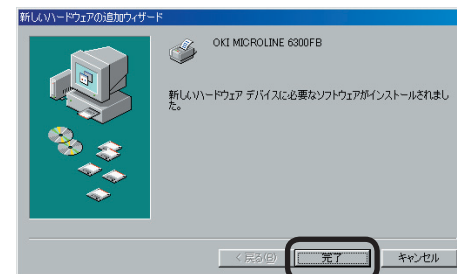 新しいハードウェアの追加ウィザード
OKI MICROLINE 6300FB
新しいハードウェア デバイスに必要なソフトウェアがインストールされまし
た。
< 戻る(B)
完了
キャンセル